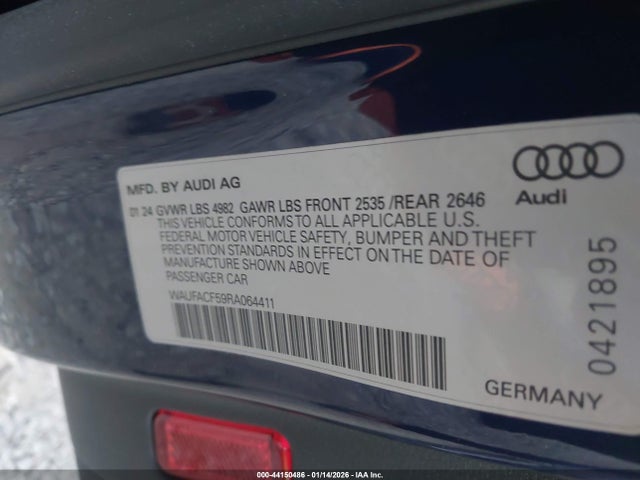 MFD. BY AUDI AG
01 24 GVWR LBS 4982 GAWR LBS FRONT 2535 /REAR 2646
THIS VEHICLE CONFORMS TO ALL APPLICABLE U.S.
FEDERAL MOTOR VEHICLE SAFETY, BUMPER AND THEFT
PREVENTION STANDARDS IN EFFECT ON THE DATE OF
MANUFACTURE SHOWN ABOVE
PASSENGER CAR
WAUFACF59RA064411
Audi
0421895
GERMANY
000-44150486 - 01/14/2026 - IAA Inc.